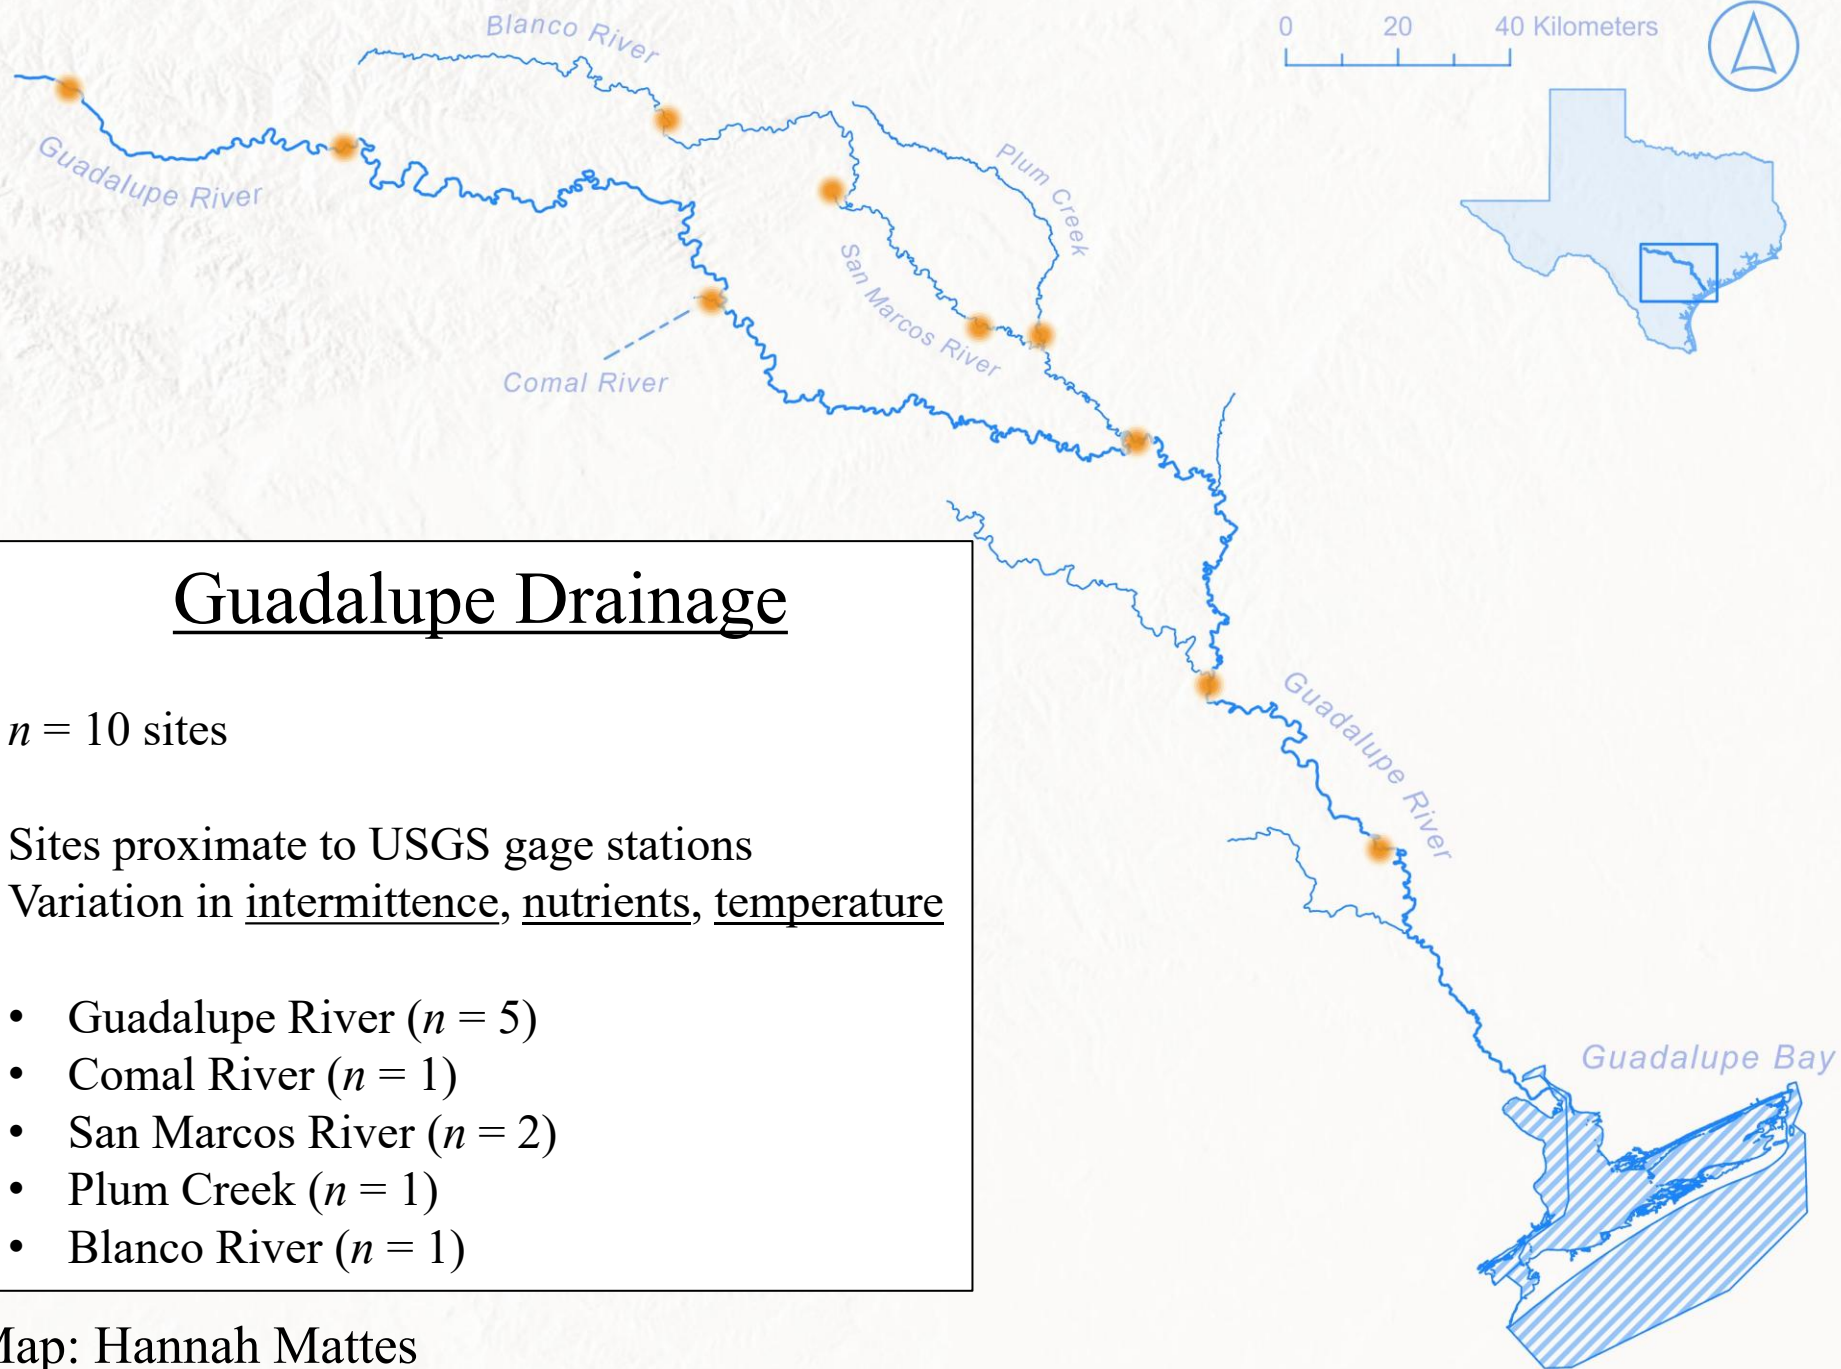 Blanco River
0 20 40 Kilometers
Guadalupe River
Plum Creek
San Marcos River
Comal River
Guadalupe Drainage
n = 10 sites
Sites proximate to USGS gage stations
Variation in intermittence, nutrients, temperature
• Guadalupe River (n = 5)
• Comal River (n = 1)
• San Marcos River (n = 2)
• Plum Creek (n = 1)
• Blanco River (n = 1)
Guadalupe River
Guadalupe Bay
Map: Hannah Mattes